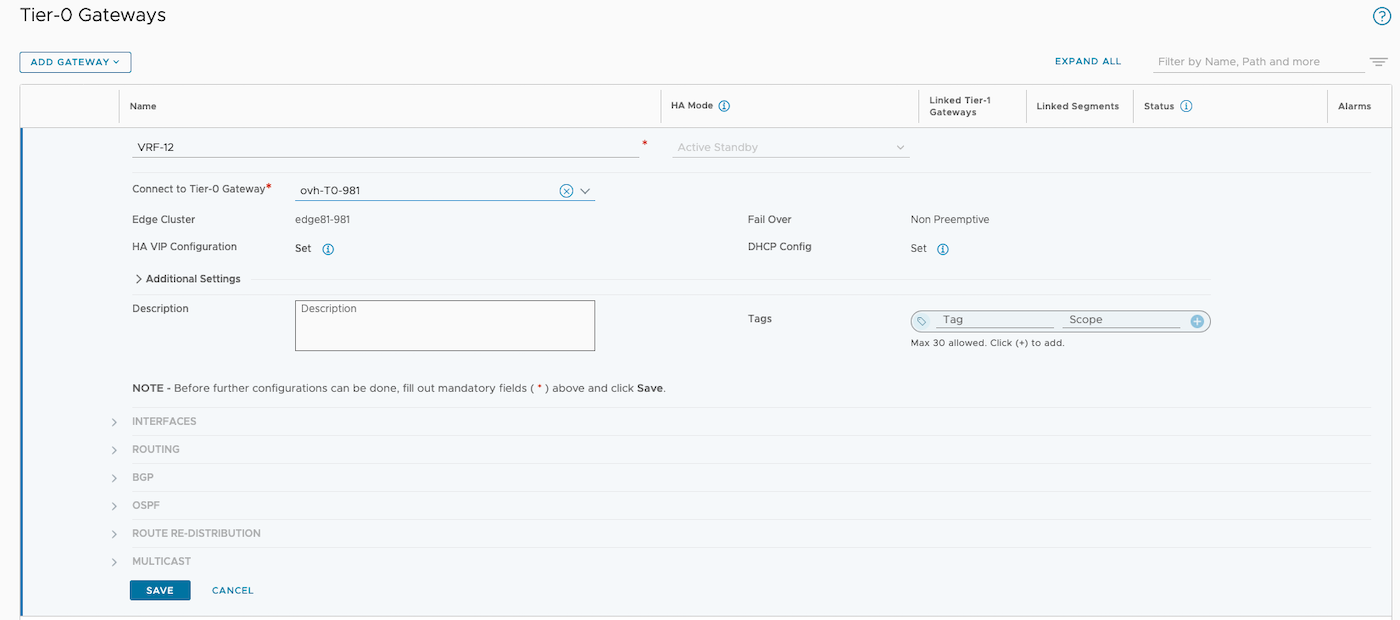 Tier-0 Gateways
ADD GATEWAY
EXPAND ALL
Filter by Name, Path and more
Name
HA Mode
Linked Tier-1
Gateways
Linked Segments
Status
Alarms
VRF-12 *
Active Standby
Connect to Tier-0 Gateway* ovh-T0-981
Edge Cluster edge81-981
Fail Over Non Preemptive
HA VIP Configuration Set
DHCP Config Set
Additional Settings
Description Description
Tags Tag Scope
Max 30 allowed. Click (+) to add.
NOTE - Before further configurations can be done, fill out mandatory fields ( * ) above and click Save.
INTERFACES
ROUTING
BGP
OSPF
ROUTE RE-DISTRIBUTION
MULTICAST
SAVE CANCEL